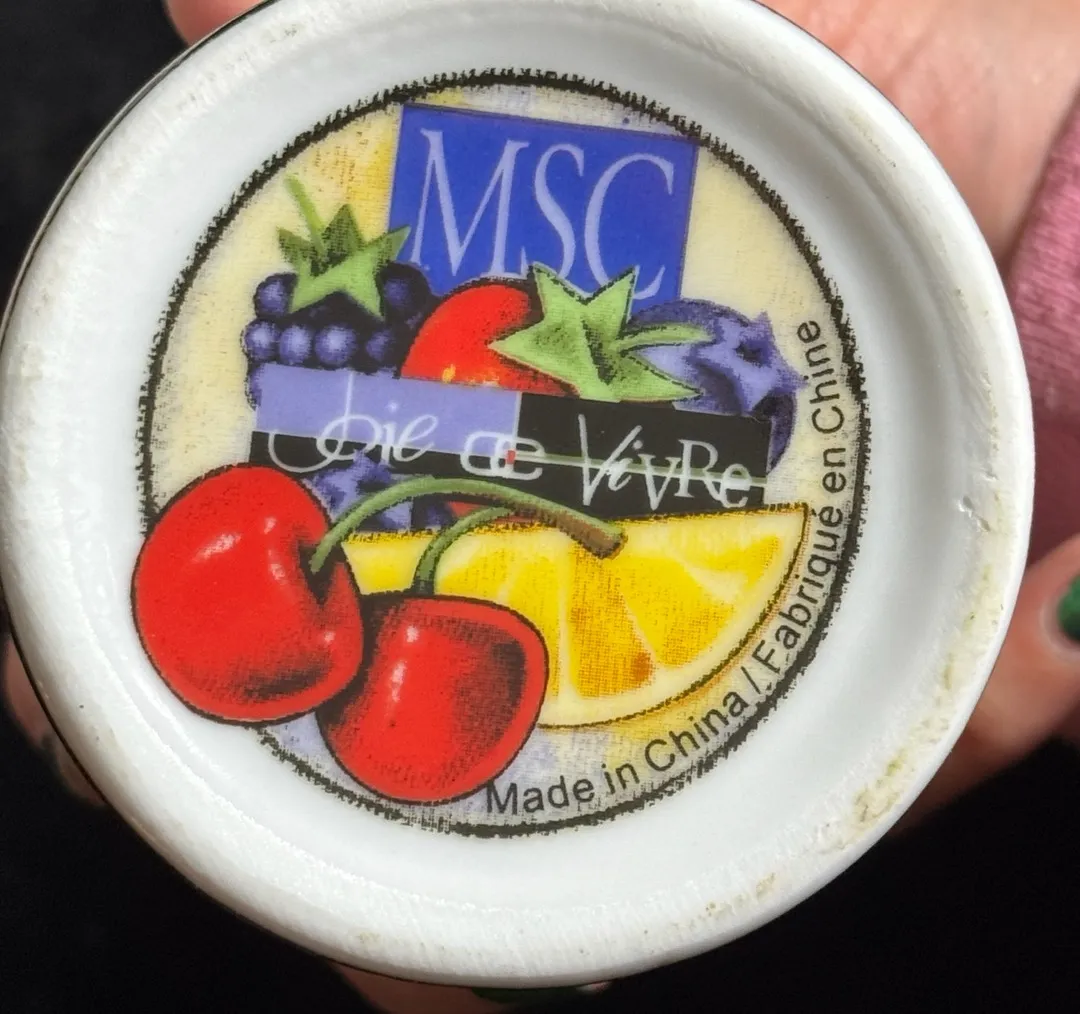 MSC
Joie de Vivre
Made in China / Fabriqué en Chine